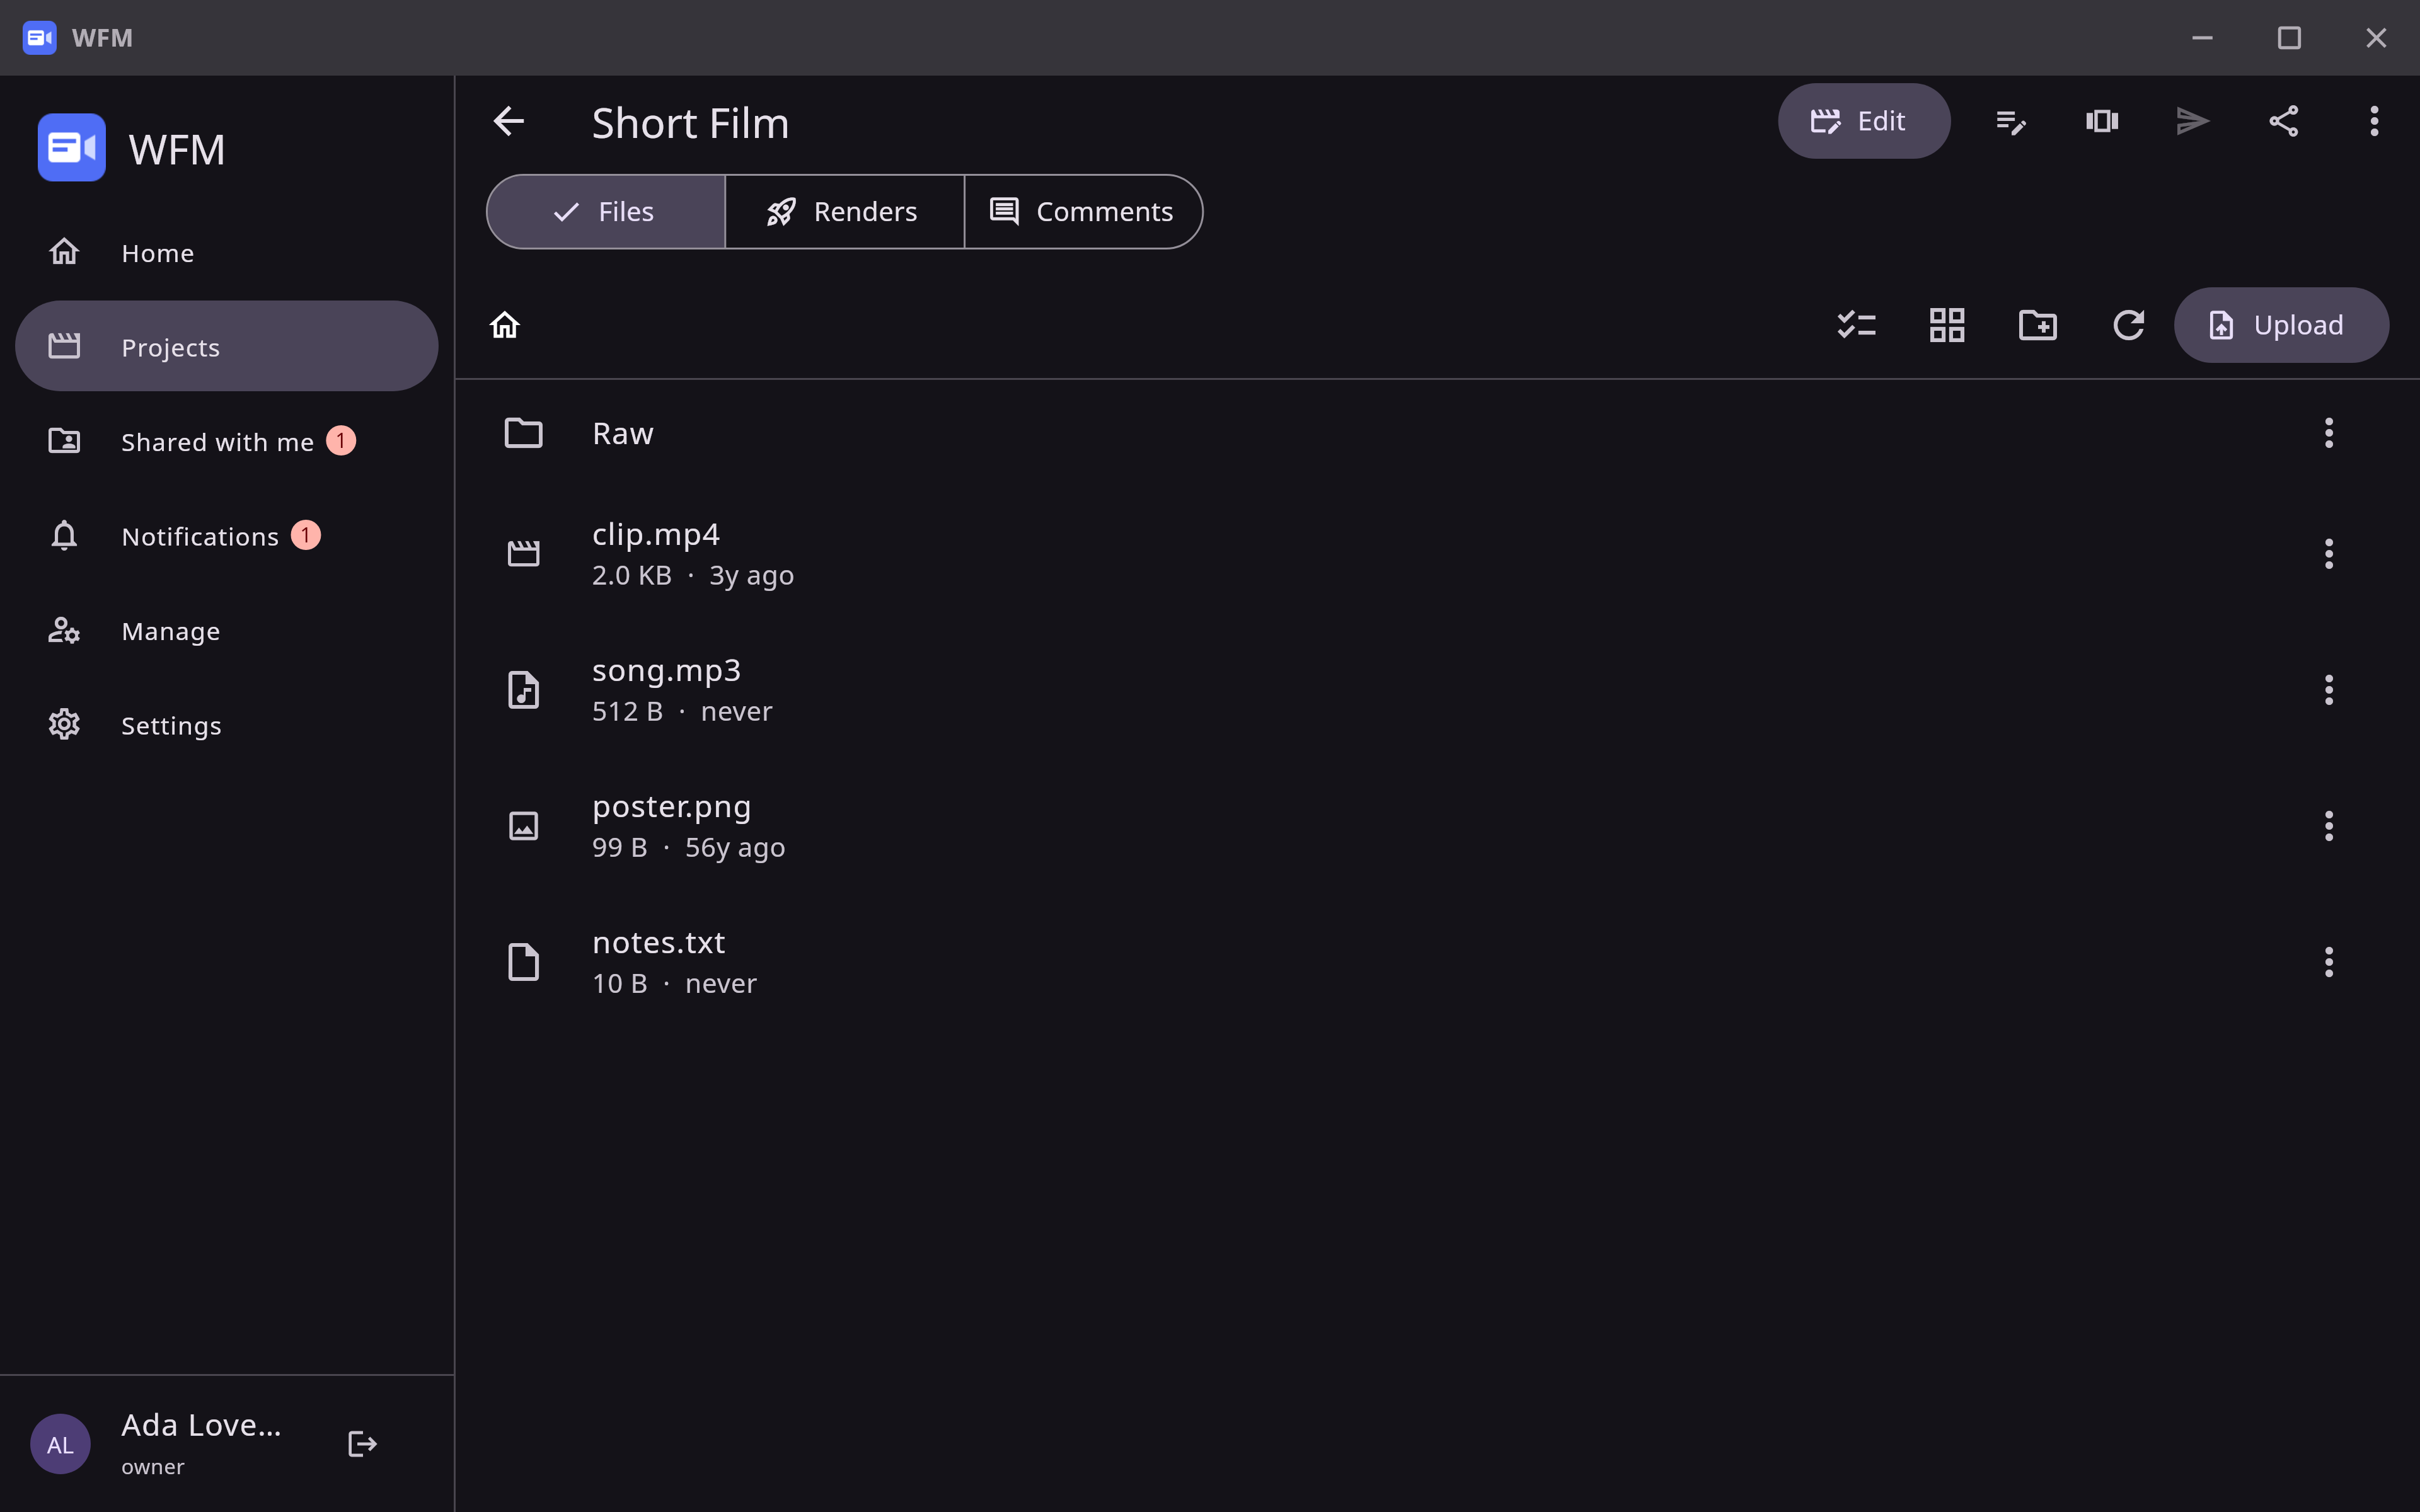 WFM
WFM
Home
Projects
Shared with me 1
Notifications 1
Manage
Settings
Ada Love...
owner
AL
Short Film
Edit
Files
Renders
Comments
Upload
Raw
clip.mp4
2.0 KB · 3y ago
song.mp3
512 B · never
poster.png
99 B · 56y ago
notes.txt
10 B · never